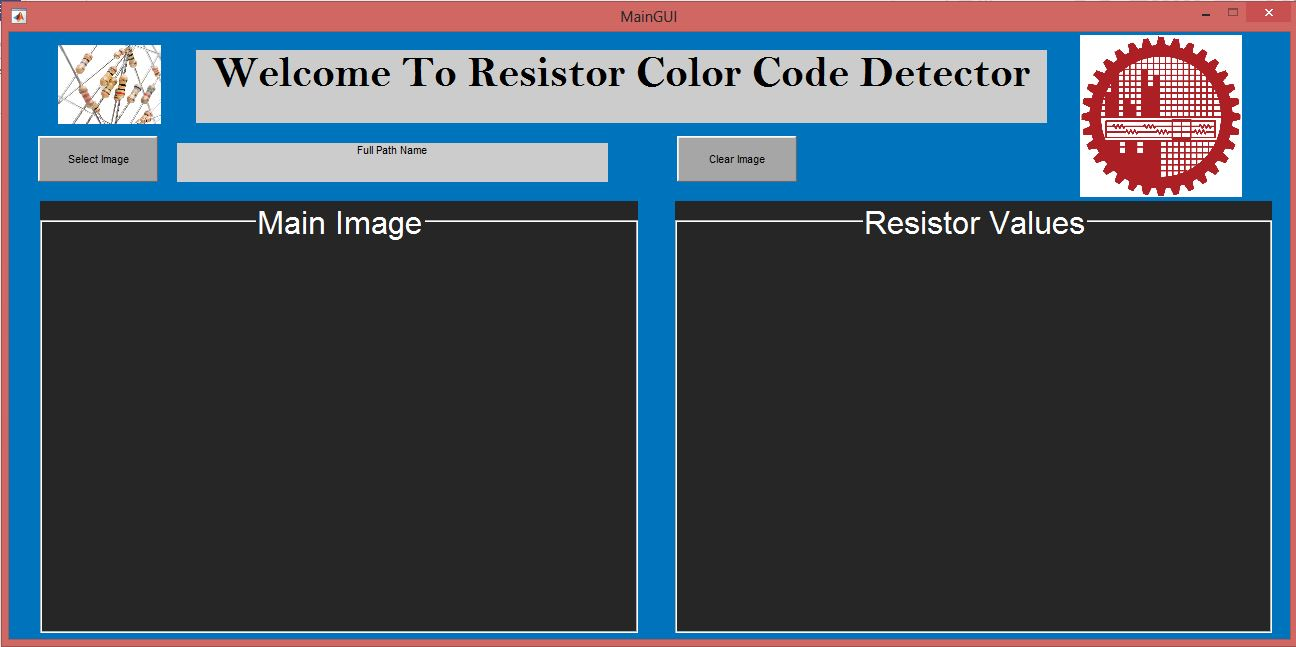 MainGUI
Welcome To Resistor Color Code Detector
Select Image
Full Path Name
Clear Image
Main Image
Resistor Values